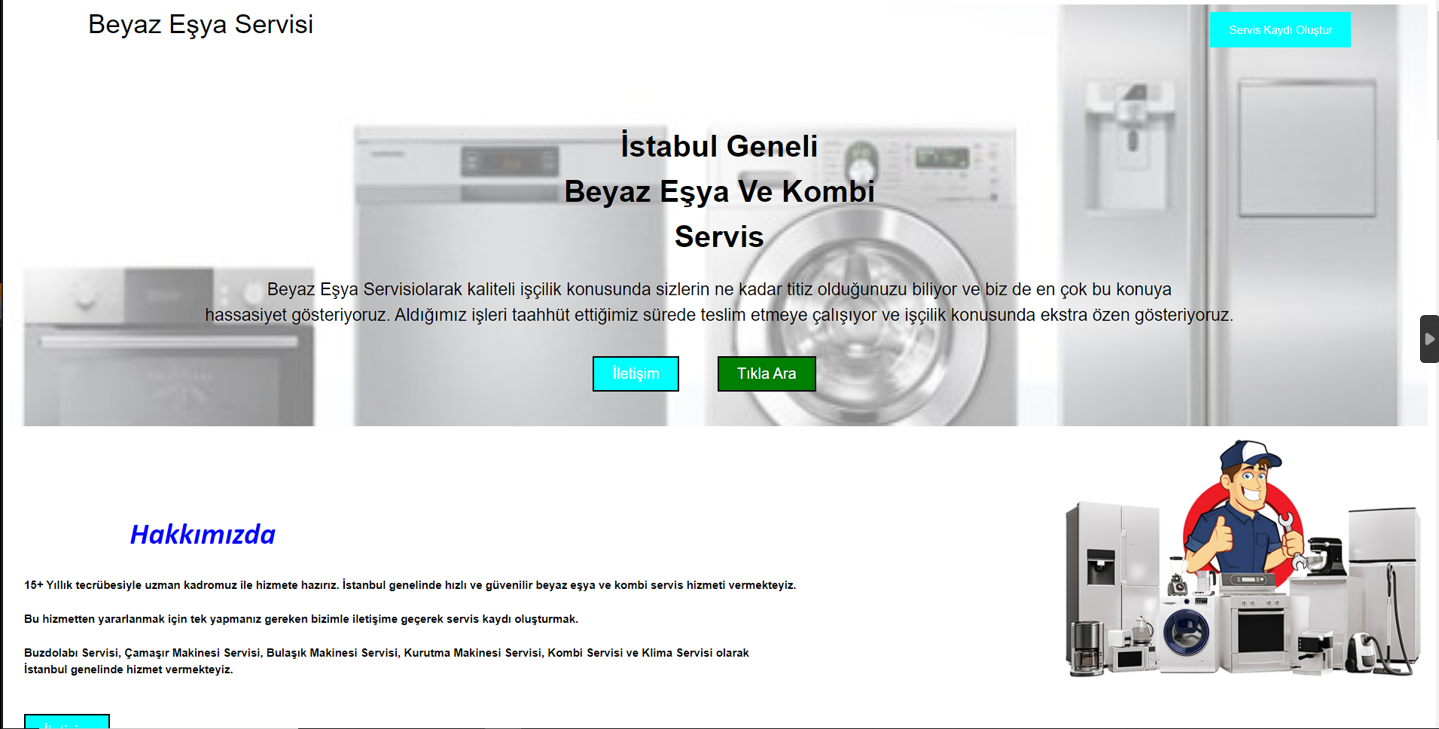 Beyaz Eşya Servisi
Servis Kaydı Oluştur
İstabul Geneli
Beyaz Eşya Ve Kombi
Servis
Beyaz Eşya Servisiolarak kaliteli işçilik konusunda sizlerin ne kadar titiz olduğunuzu biliyor ve biz de en çok bu konuya
hassasiyet gösteriyoruz. Aldığımız işleri taahhüt ettiğimiz sürede teslim etmeye çalışıyor ve işçilik konusunda ekstra özen gösteriyoruz.
İletişim
Tıkla Ara
Hakkımızda
15+ Yıllık tecrübesiyle uzman kadromuz ile hizmete hazırız. İstanbul genelinde hızlı ve güvenilir beyaz eşya ve kombi servis hizmeti vermekteyiz.
Bu hizmetten yararlanmak için tek yapmanız gereken bizimle iletişime geçerek servis kaydı oluşturmak.
Buzdolabı Servisi, Çamaşır Makinesi Servisi, Bulaşık Makinesi Servisi, Kurutma Makinesi Servisi, Kombi Servisi ve Klima Servisi olarak
İstanbul genelinde hizmet vermekteyiz.